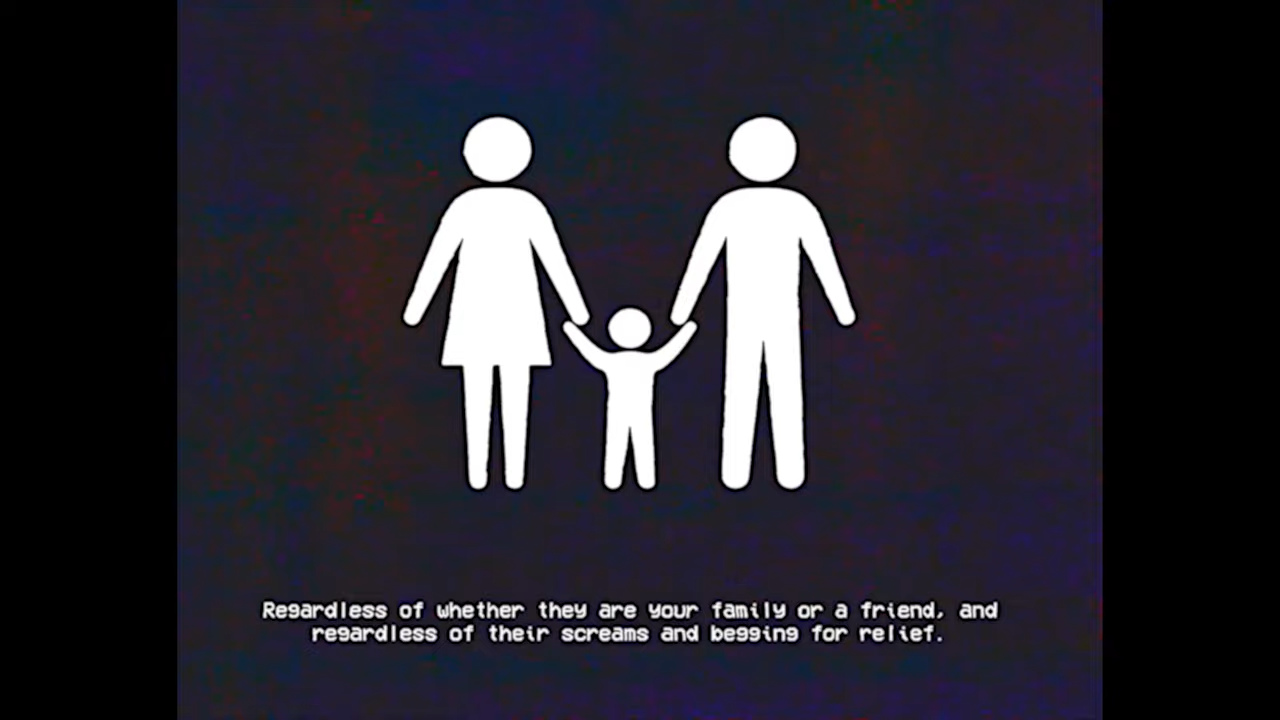 Regardless of whether they are your family or a friend, and
regardless of their screams and begging for relief.